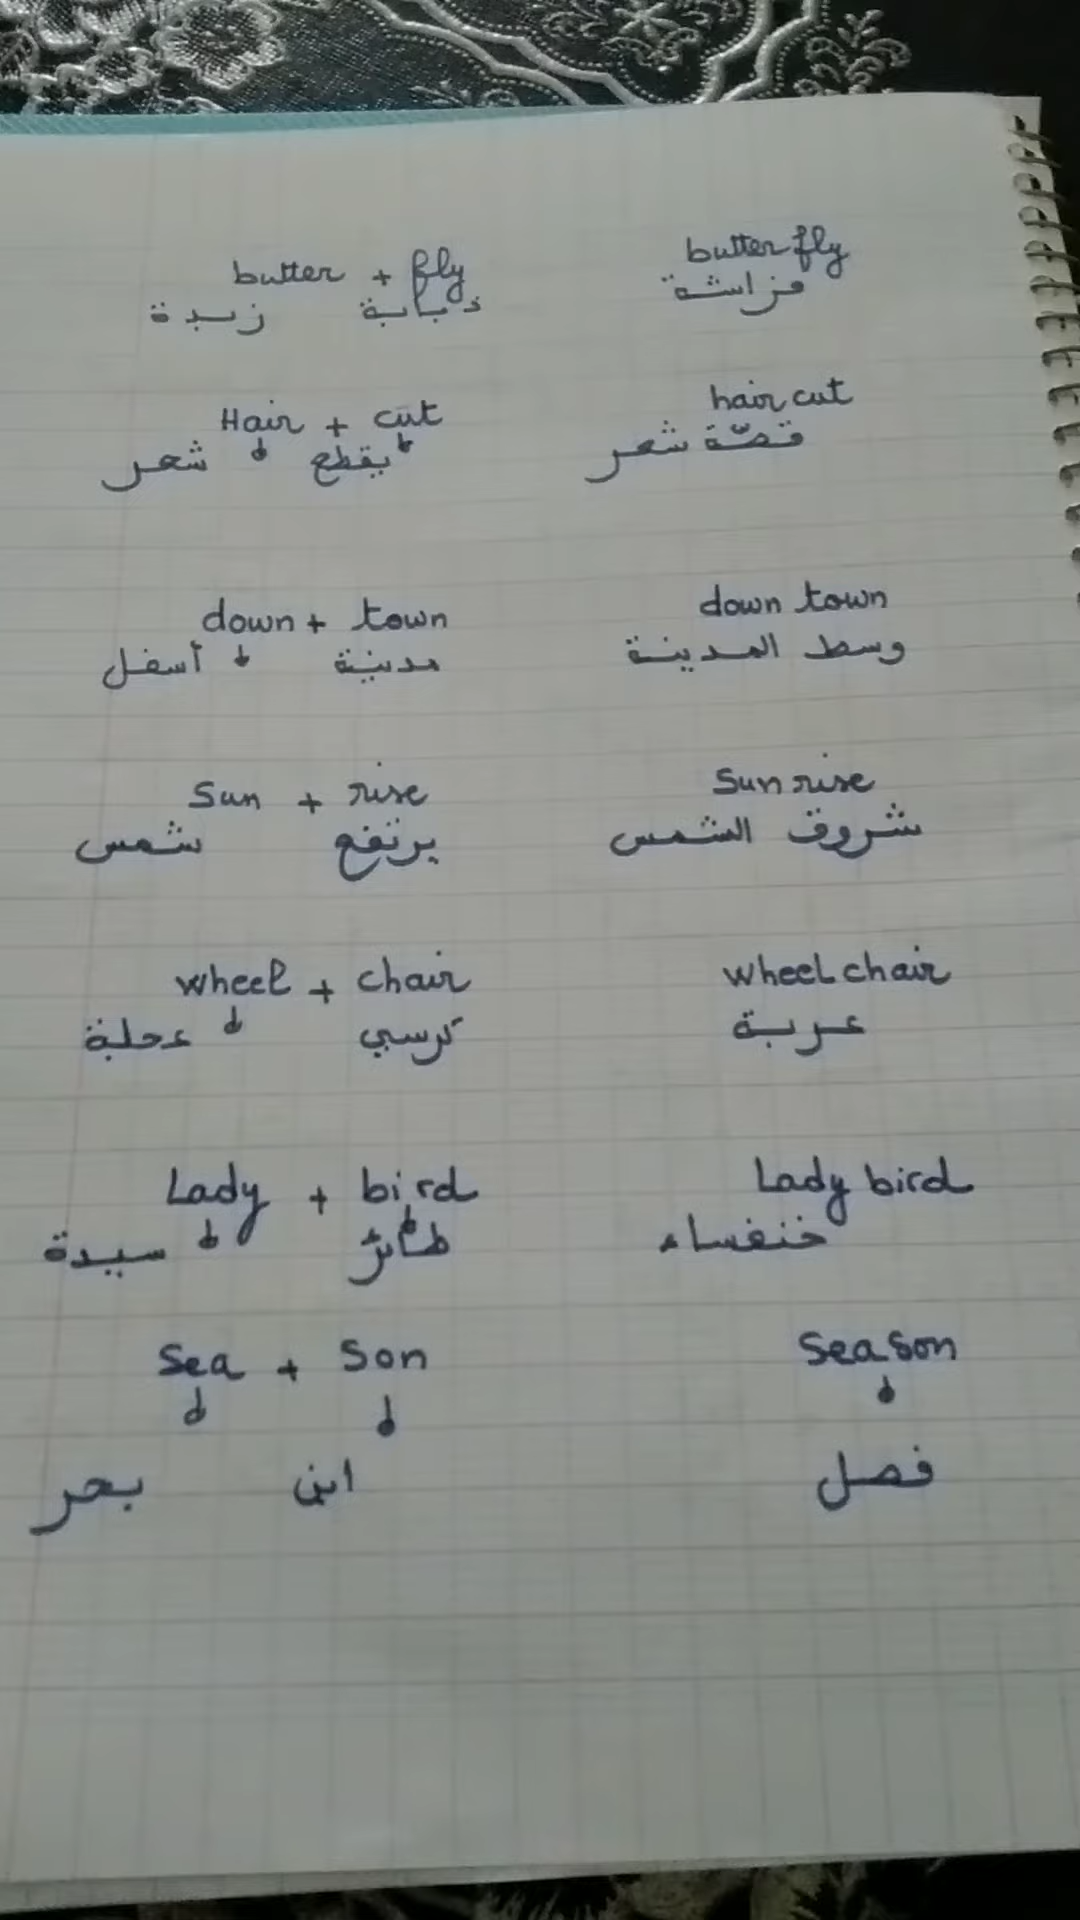 butter + fly butterfly
زبدة ذبابة فراشة
Hair + cut hair cut
شعر يقطع قصّة شعر
down + town down town
أسفل مدينة وسط المدينة
Sun + rise Sun rise
شمس يرتفع شروق الشمس
wheel + chair wheel chair
عجلة كرسي عربة
Lady + bird Lady bird
سيدة طائر خنفساء
Sea + Son Season
بحر ابن فصل